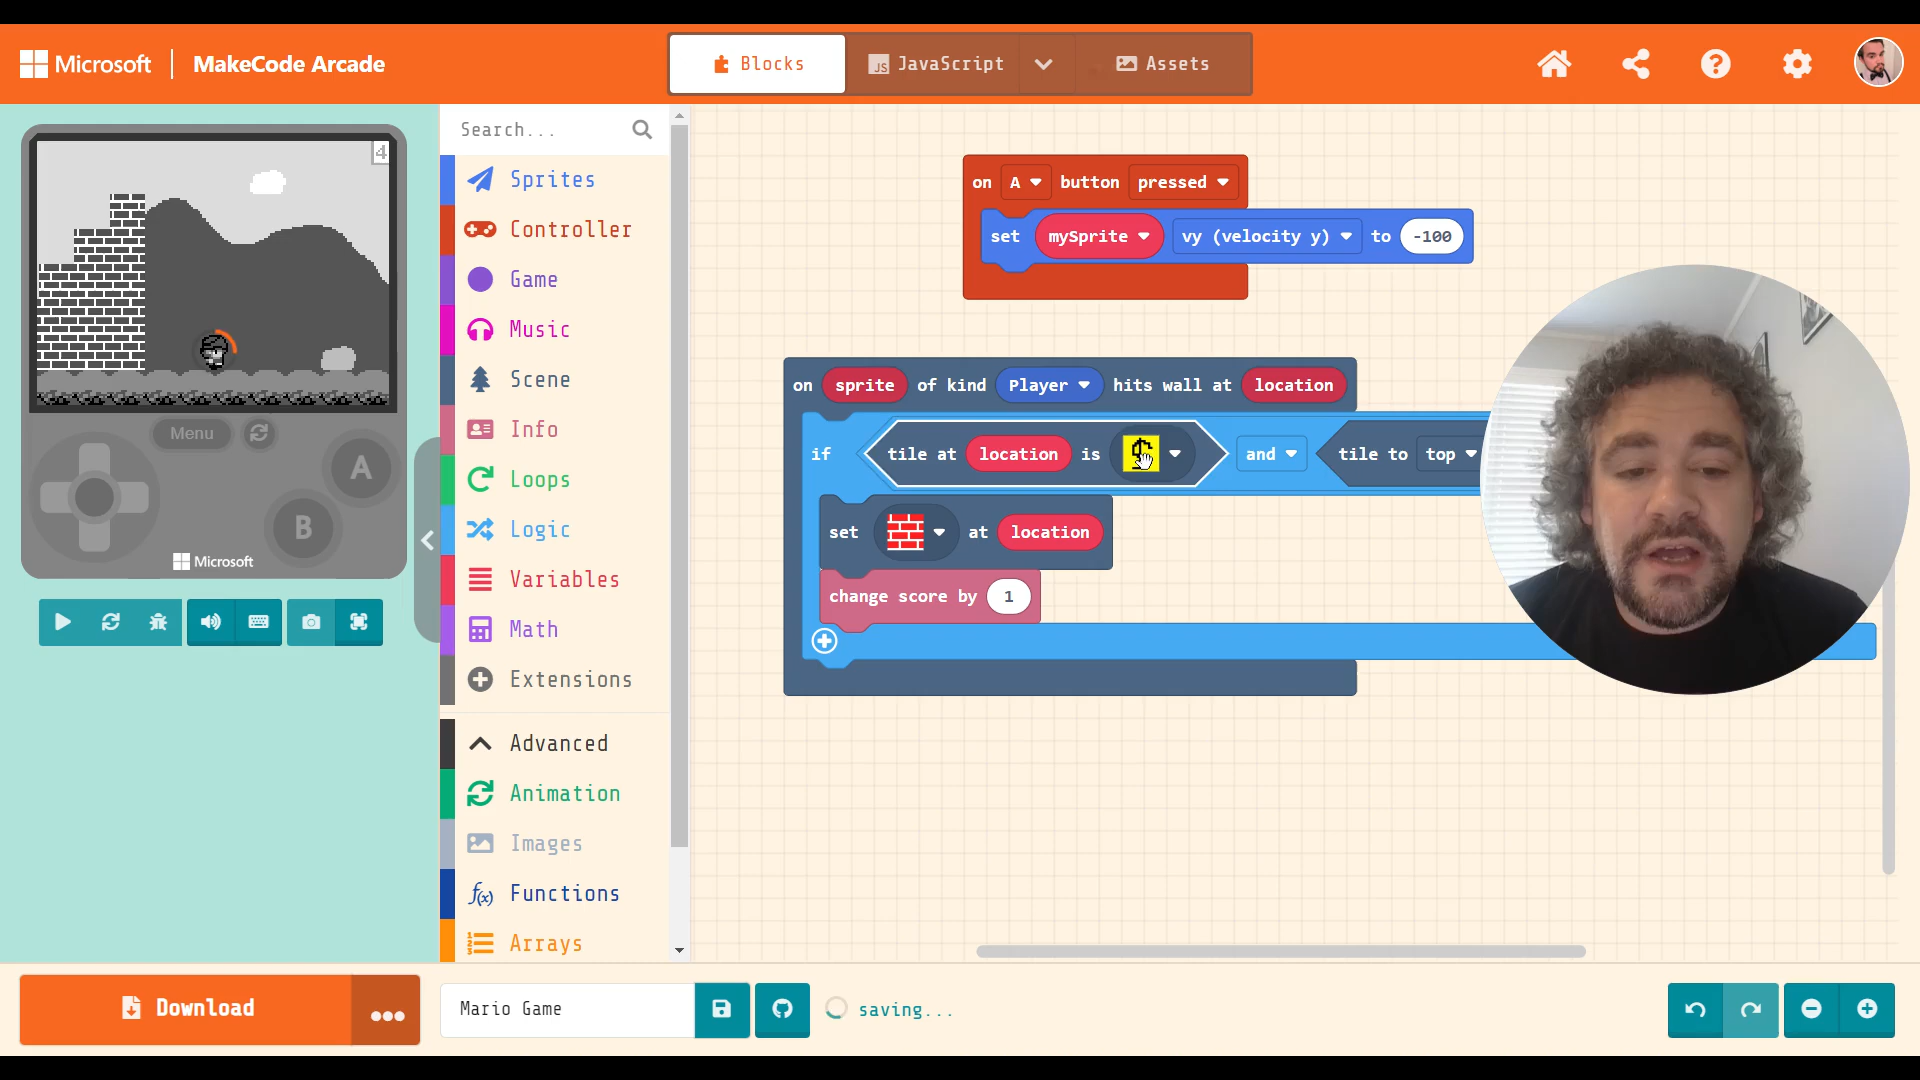 Microsoft
MakeCode Arcade
Blocks
JS JavaScript
Assets
4
Menu
A
B
Microsoft
Search...
Sprites
Controller
Game
Music
Scene
Info
Loops
Logic
Variables
Math
Extensions
Advanced
Animation
Images
f(x) Functions
Arrays
on A button pressed
set mySprite vy (velocity y) to -100
on sprite of kind Player hits wall at location
if tile at location is and tile to top
set at location
change score by 1
Download
Mario Game
saving...